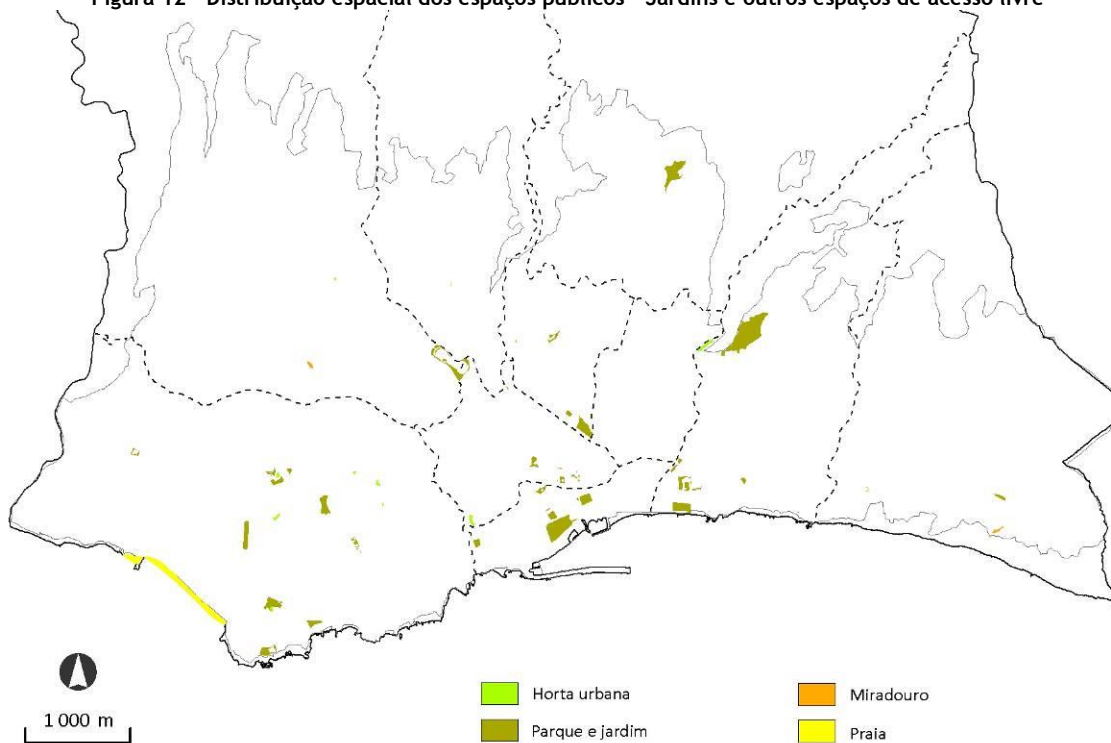 Figura 12 - Distribuição espacial dos espaços públicos - Jardins e outros espaços de acesso livre
1 000 m
Horta urbana
Parque e jardim
Miradouro
Praia